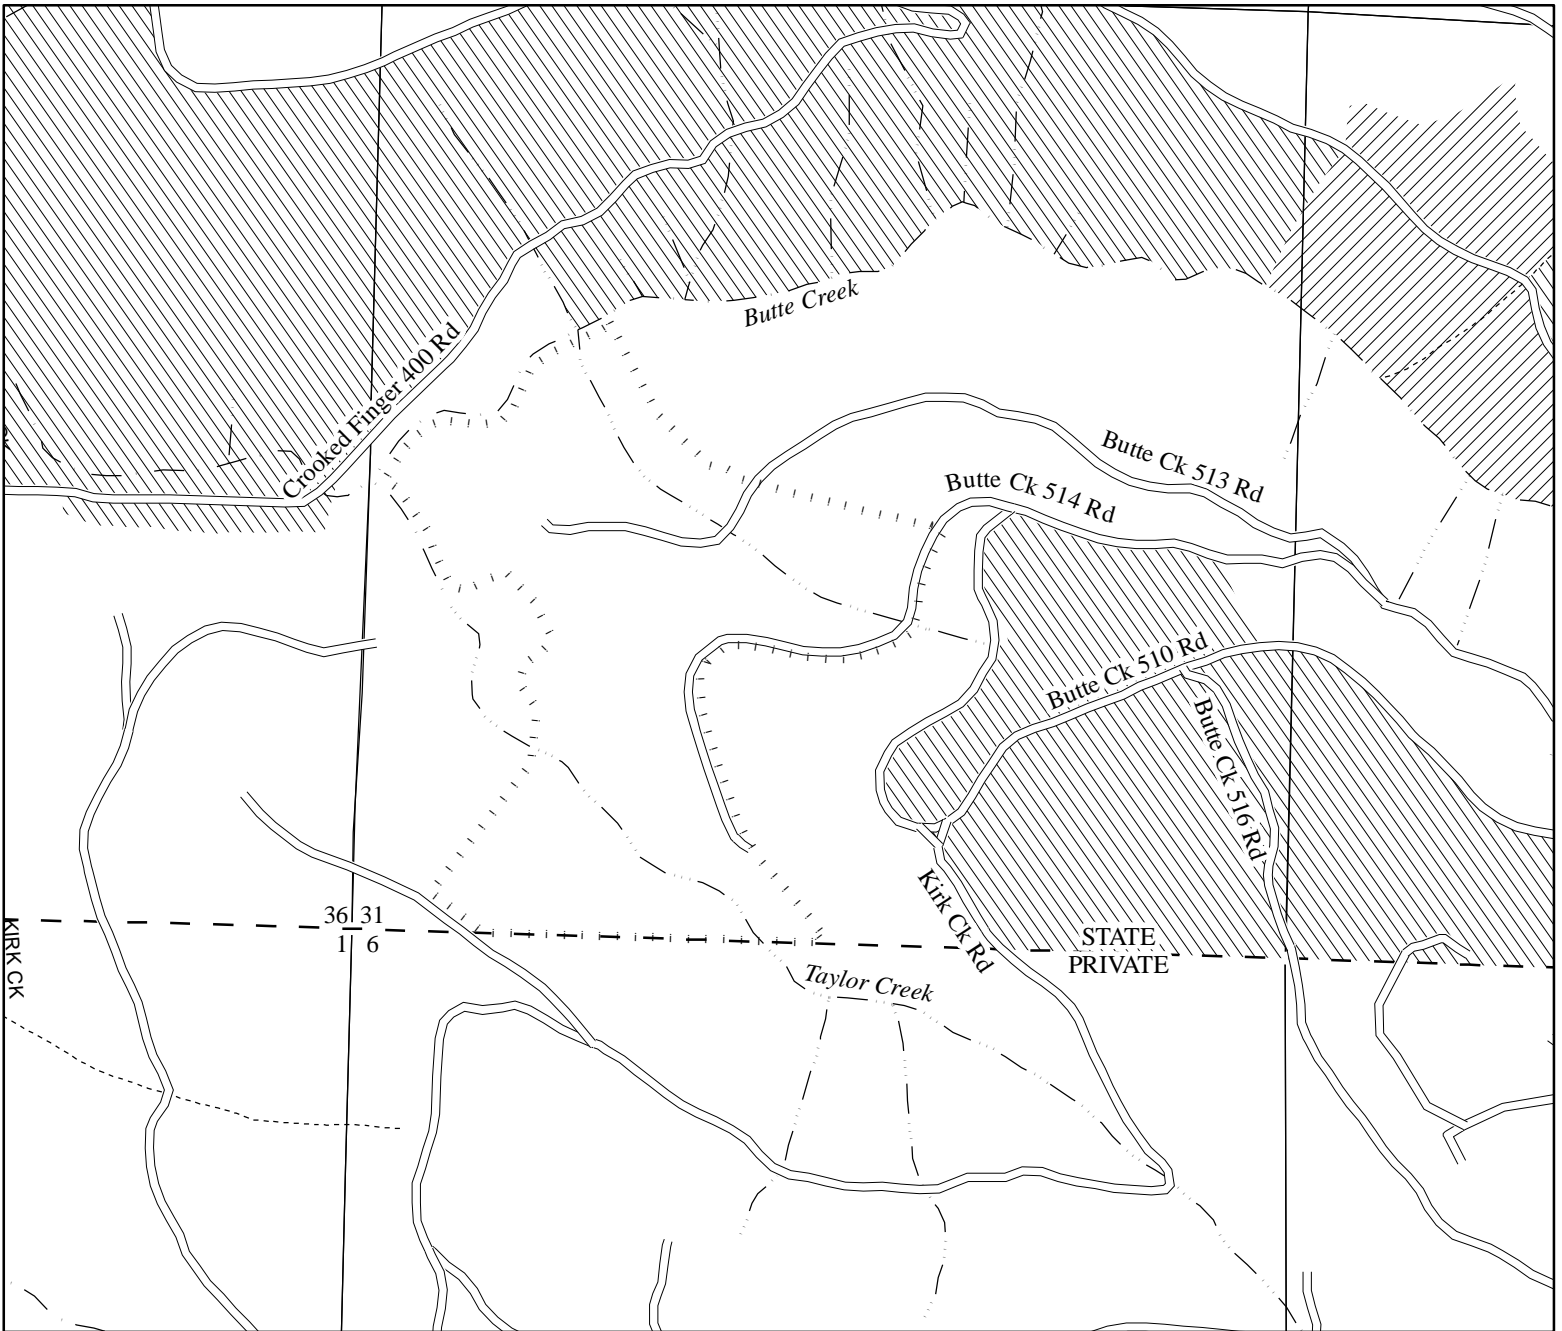 Butte Creek
Crooked Finger 400 Rd
Butte Ck 513 Rd
Butte Ck 514 Rd
Butte Ck 510 Rd
Butte Ck 516 Rd
Kirk Ck Rd
36 31
1 6
STATE
PRIVATE
KIRK CK
Taylor Creek